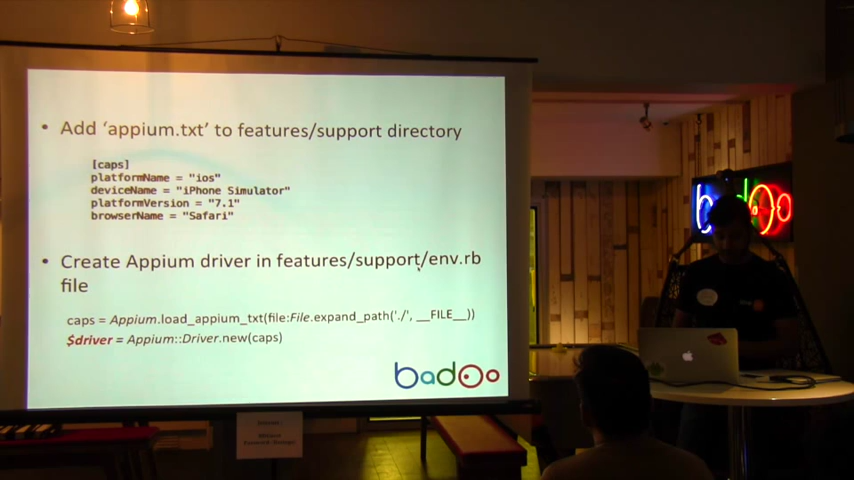 • Add ‘appium.txt’ to features/support directory
[caps]
platformName = "ios"
deviceName = "iPhone Simulator"
platformVersion = "7.1"
browserName = "Safari"
• Create Appium driver in features/support/env.rb
file
caps = Appium.load_appium_txt(file:File.expand_path('./', __FILE__))
$driver = Appium::Driver.new(caps)
badoo